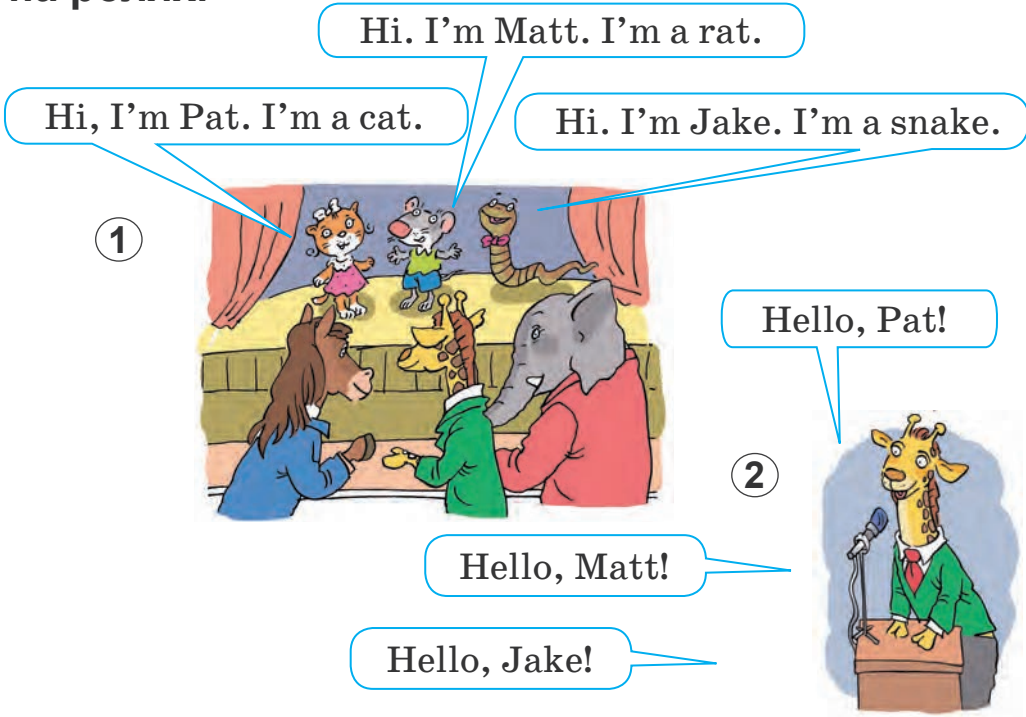 Hi. I'm Matt. I'm a rat.
Hi, I'm Pat. I'm a cat.
Hi. I'm Jake. I'm a snake.
1
Hello, Pat!
2
Hello, Matt!
Hello, Jake!